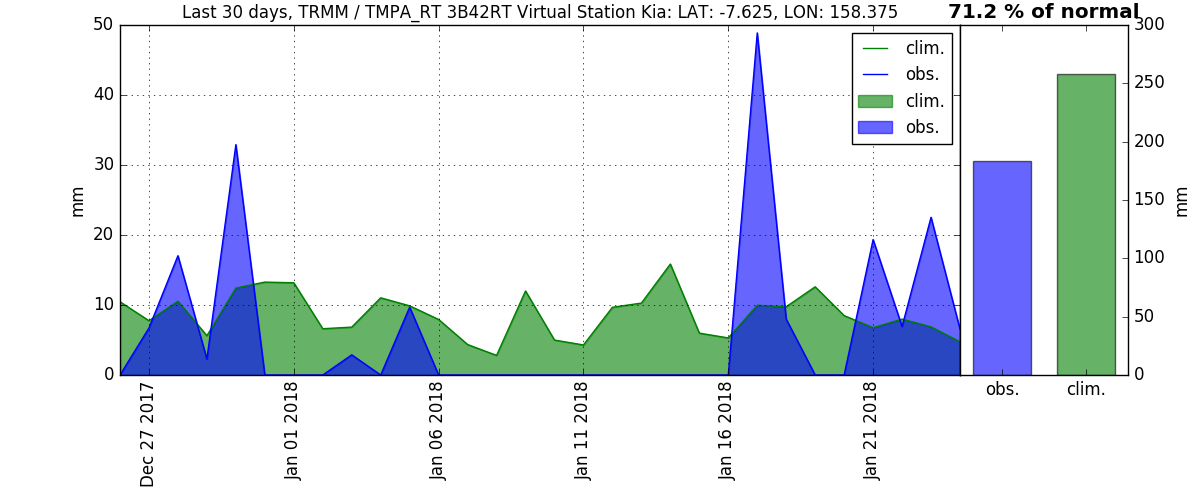 Last 30 days, TRMM / TMPA_RT 3B42RT Virtual Station Kia: LAT: -7.625, LON: 158.375
71.2 % of normal
50
40
30
20
10
0
mm
clim.
obs.
clim.
obs.
300
250
200
150
100
50
0
mm
Dec 27 2017
Jan 01 2018
Jan 06 2018
Jan 11 2018
Jan 16 2018
Jan 21 2018
obs.
clim.